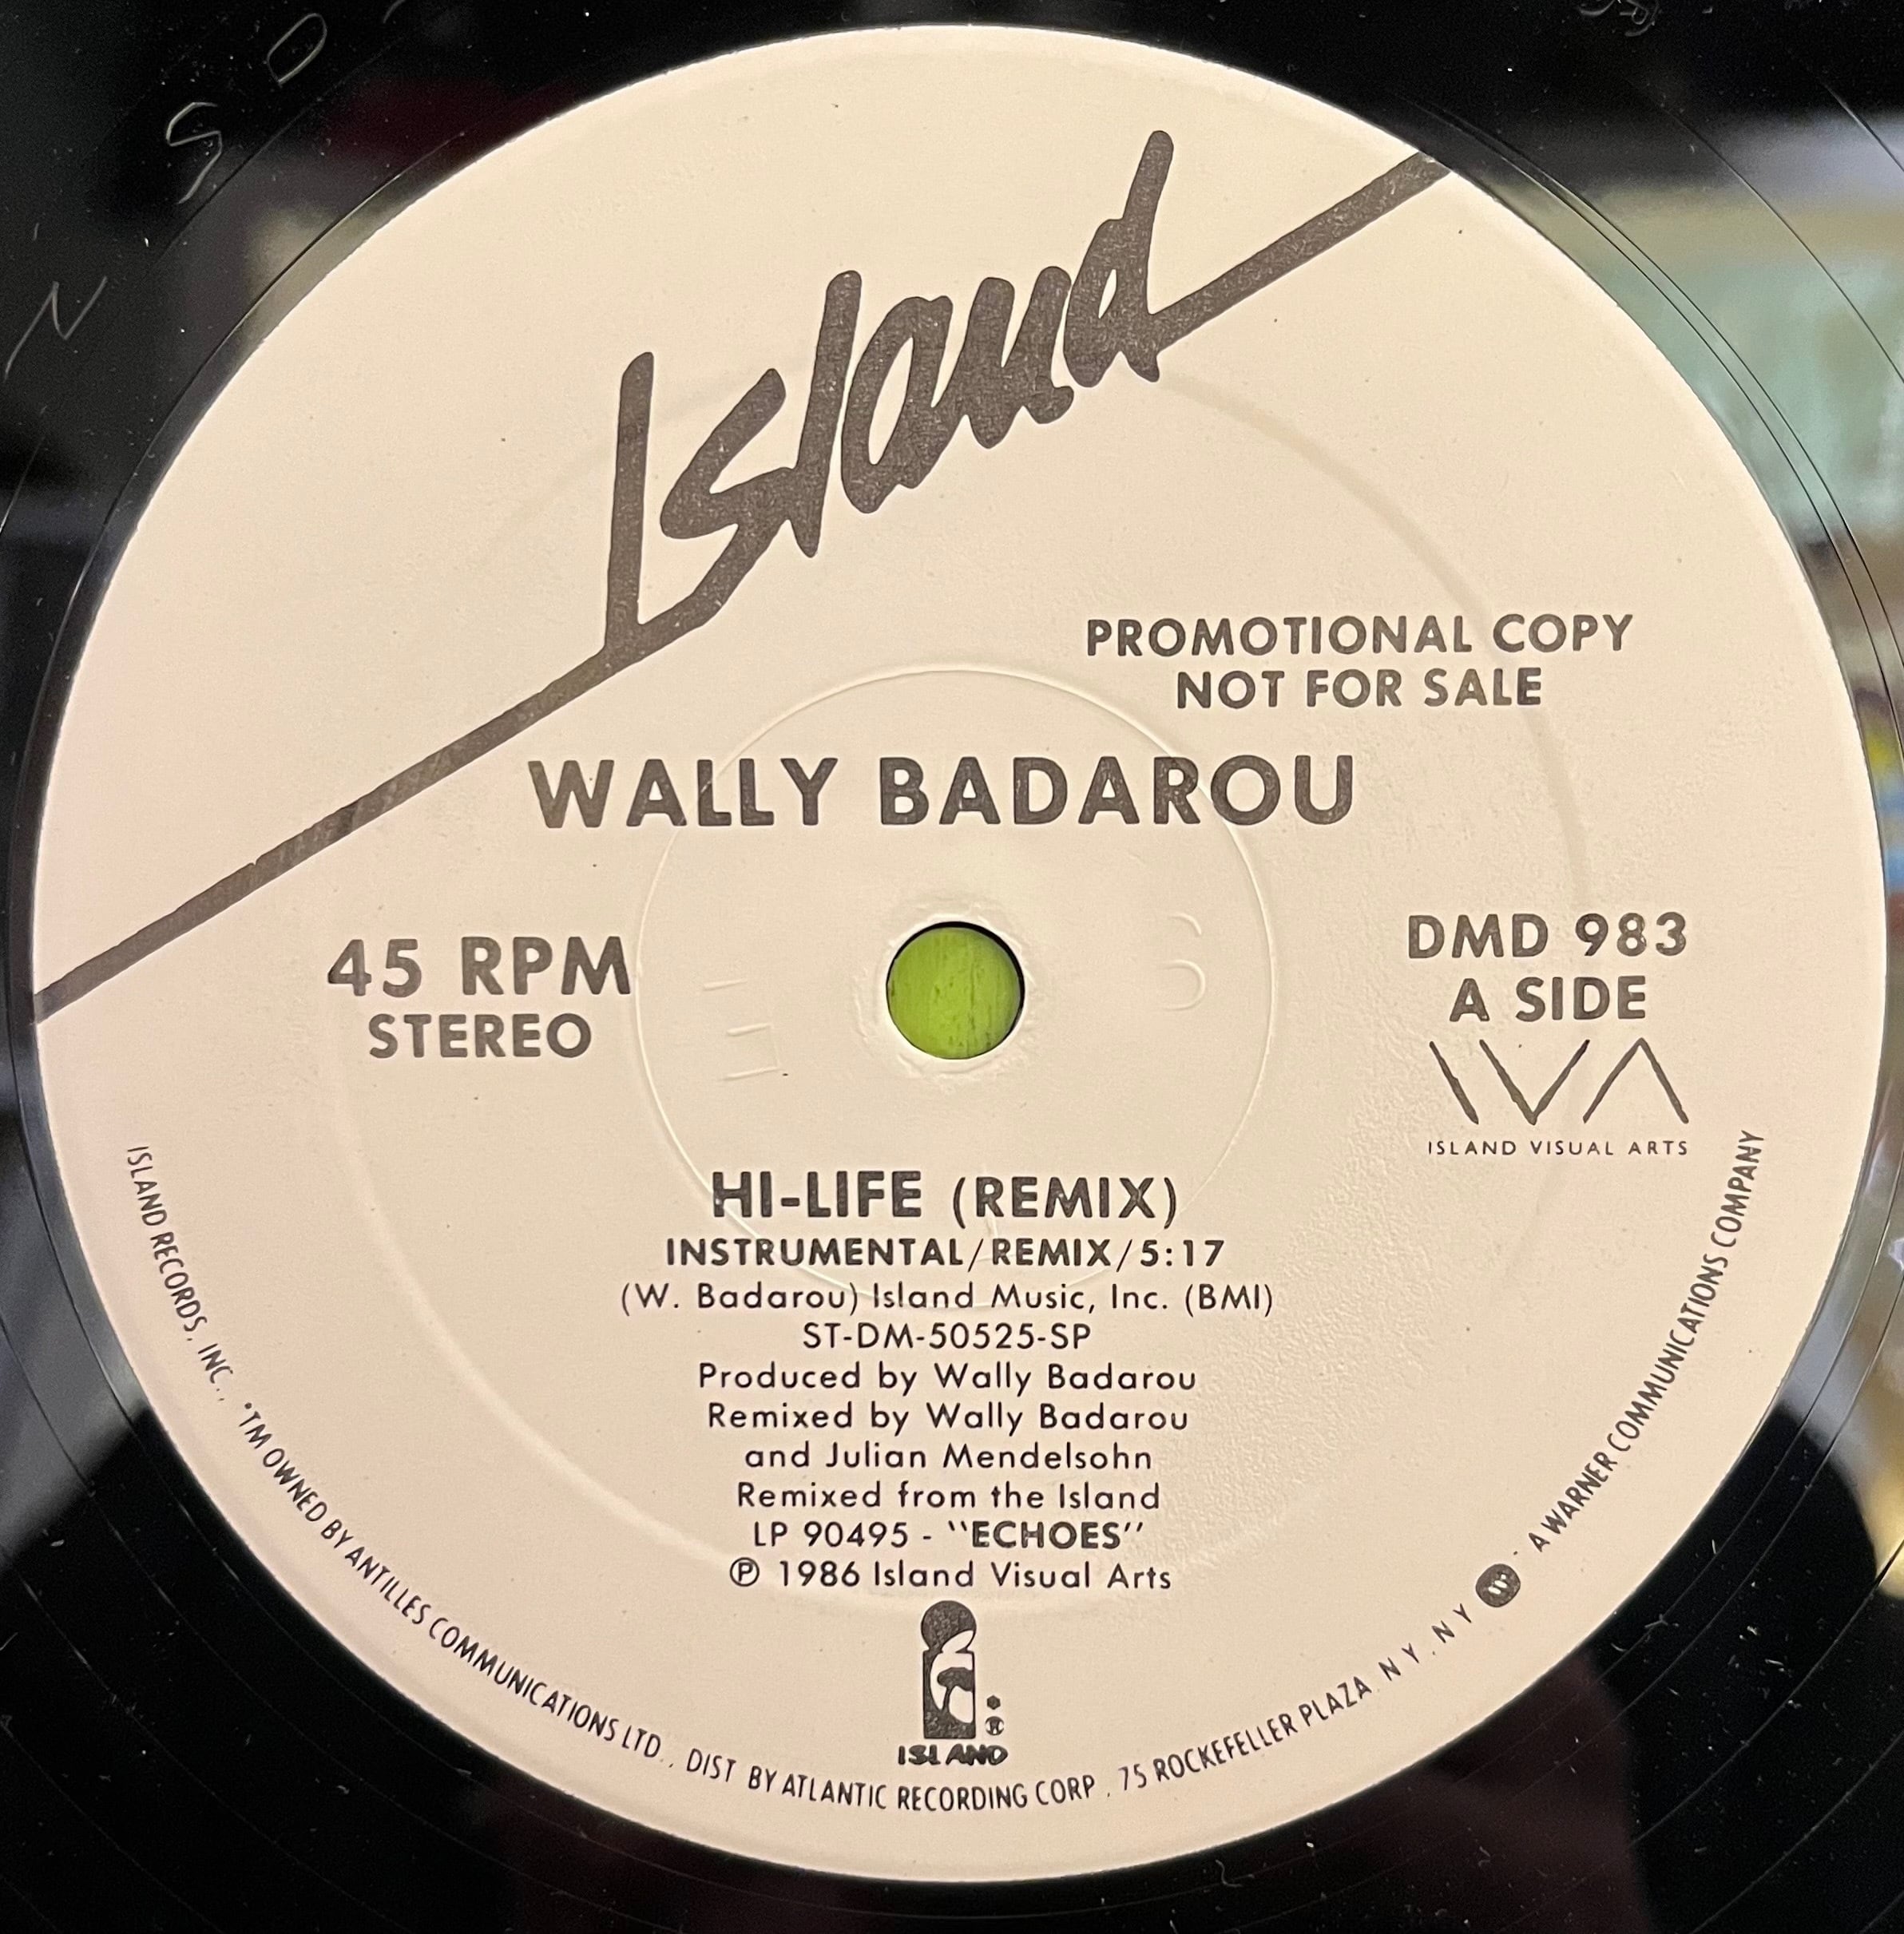 Island
PROMOTIONAL COPY
NOT FOR SALE
WALLY BADAROU
45 RPM
STEREO
DMD 983
A SIDE
IVA
ISLAND VISUAL ARTS
HI-LIFE (REMIX)
INSTRUMENTAL/REMIX/5:17
(W. Badarou) Island Music, Inc. (BMI)
ST-DM-50525-SP
Produced by Wally Badarou
Remixed by Wally Badarou
and Julian Mendelsohn
Remixed from the Island
LP 90495 - "ECHOES"
℗ 1986 Island Visual Arts
ISLAND
ISLAND RECORDS, INC., *TM OWNED BY ANTILLES COMMUNICATIONS LTD., DIST BY ATLANTIC RECORDING CORP, 75 ROCKEFELLER PLAZA N Y, N Y - A WARNER COMMUNICATIONS COMPANY